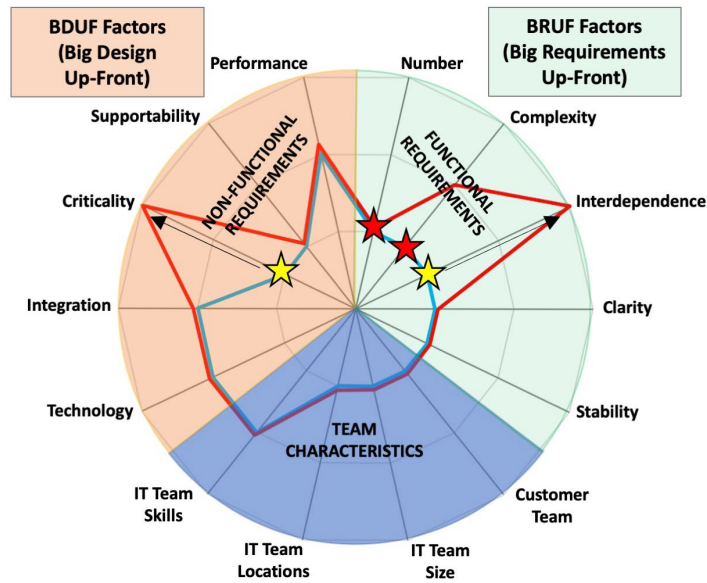 BDUF Factors
(Big Design
Up-Front)
BRUF Factors
(Big Requirements
Up-Front)
Performance
Number
Supportability
Complexity
Criticality
Interdependence
NON-FUNCTIONAL
REQUIREMENTS
FUNCTIONAL
REQUIREMENTS
Integration
Clarity
Technology
Stability
TEAM
CHARACTERISTICS
IT Team
Skills
Customer
Team
IT Team
Locations
IT Team
Size